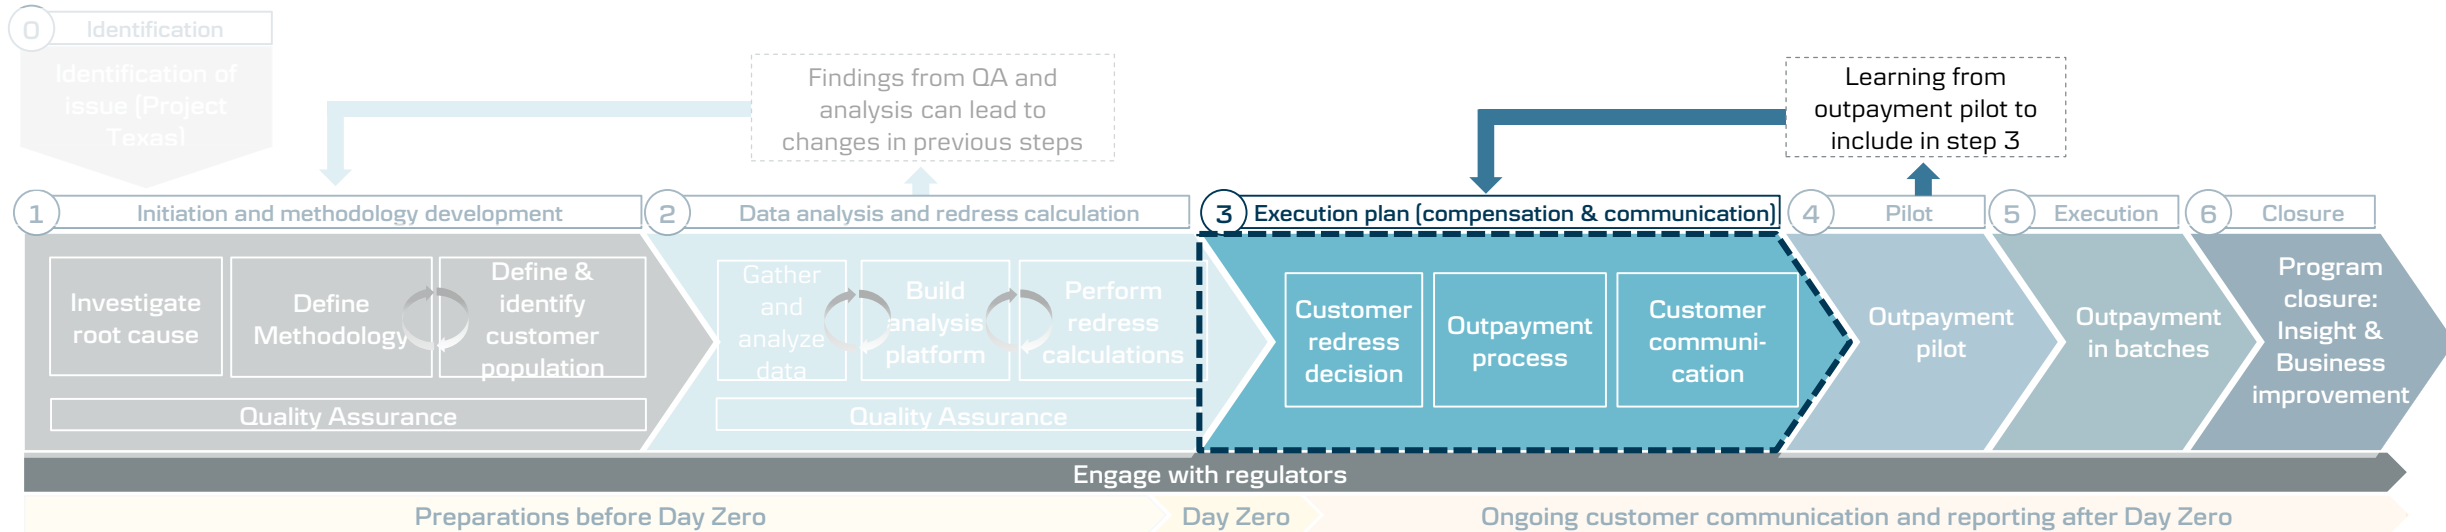 0
Identification
Identification of
issue (Project
Texas)
Findings from QA and
analysis can lead to
changes in previous steps
Learning from
outpayment pilot to
include in step 3
1
Initiation and methodology development
2
Data analysis and redress calculation
3
Execution plan (compensation & communication)
4
Pilot
5
Execution
6
Closure
Investigate
root cause
Define
Methodology
Define &
identify
customer
population
Quality Assurance
Gather
and
analyze
data
Build
analysis
platform
Perform
redress
calculations
Quality Assurance
Customer
redress
decision
Outpayment
process
Customer
communi-
cation
Outpayment
pilot
Outpayment
in batches
Program
closure:
Insight &
Business
improvement
Engage with regulators
Preparations before Day Zero
Day Zero
Ongoing customer communication and reporting after Day Zero